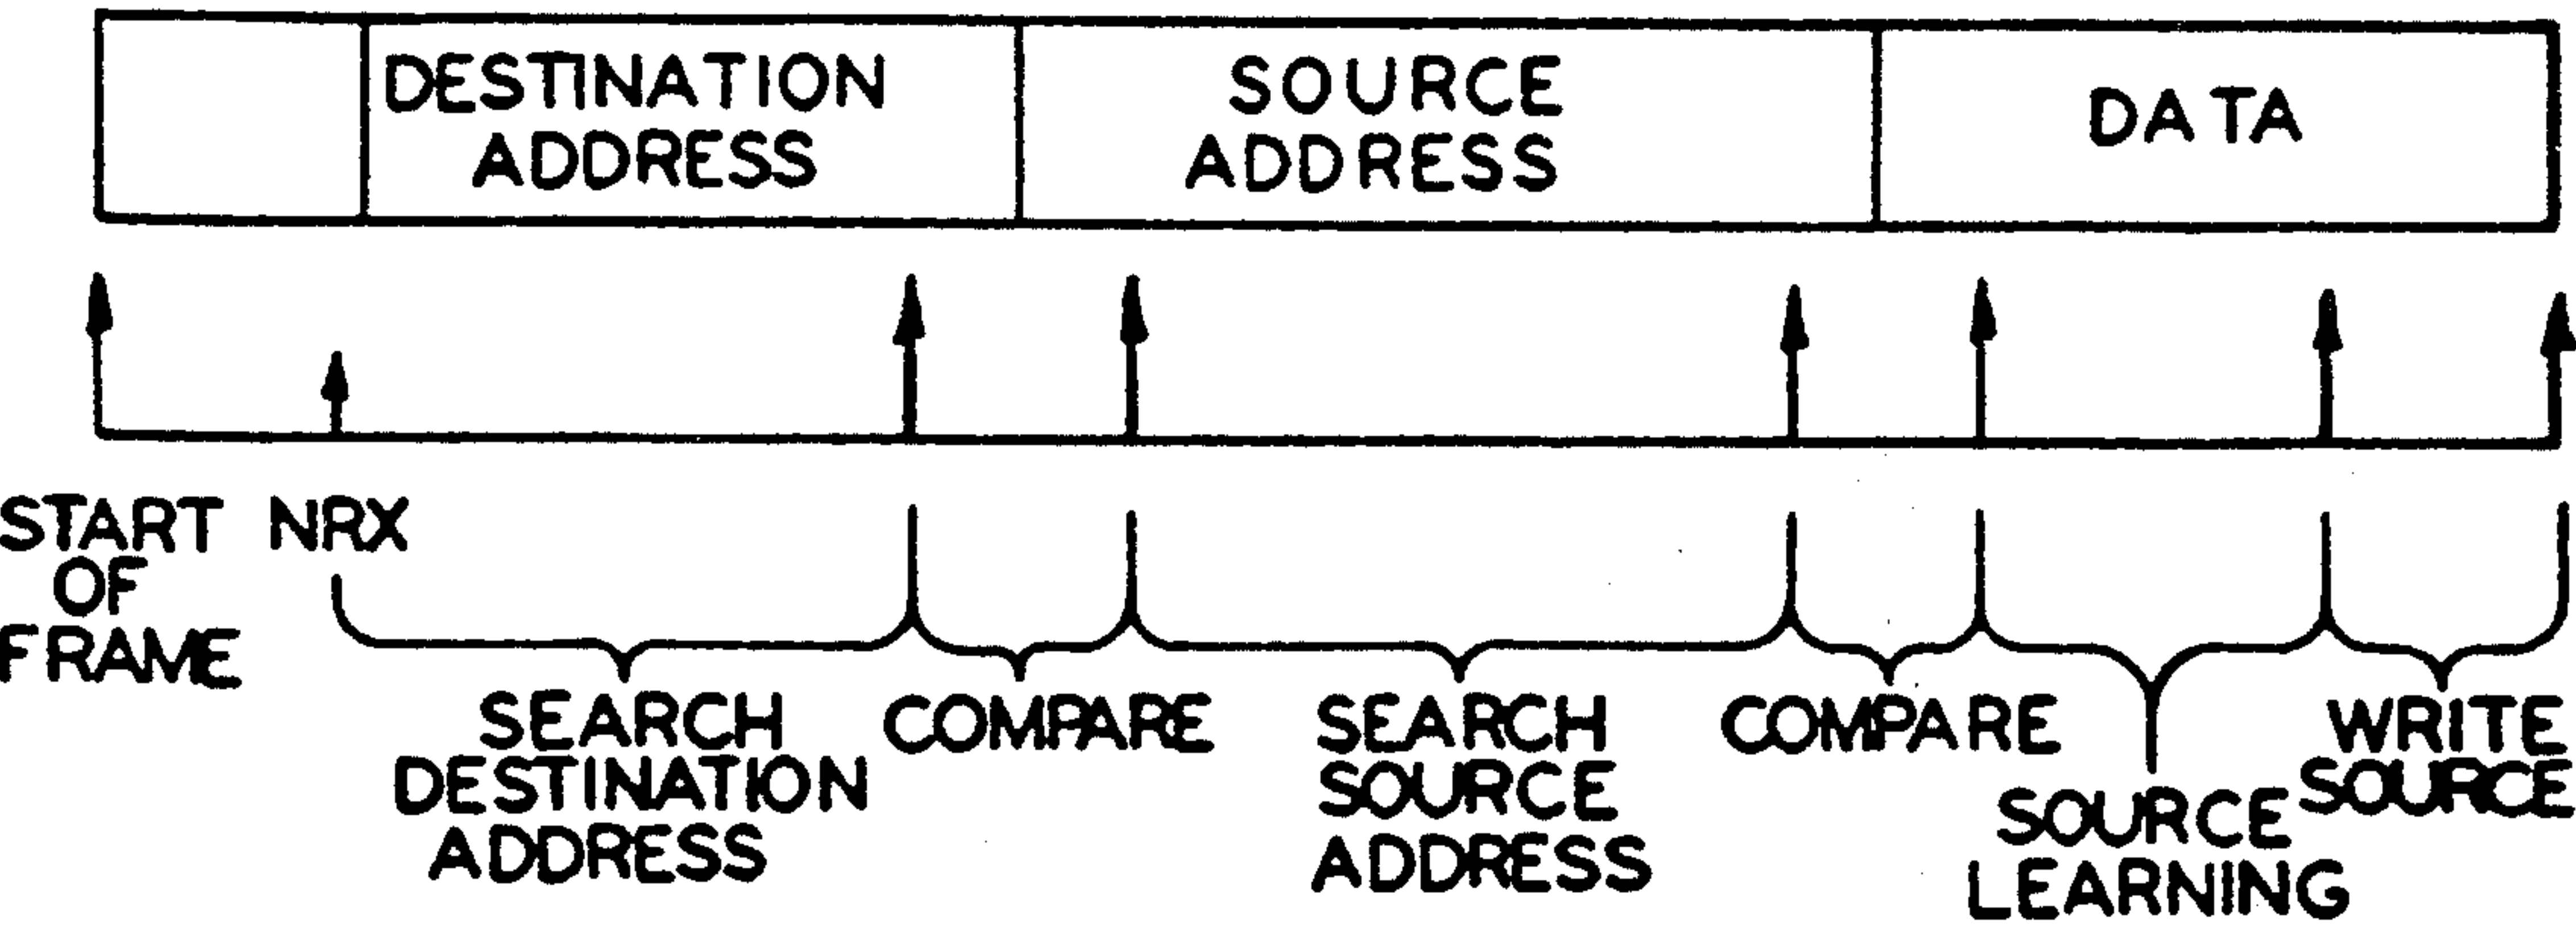 DESTINATION
ADDRESS
SOURCE
ADDRESS
DATA
START
OF
FRAME
NRX
SEARCH
DESTINATION
ADDRESS
COMPARE
SEARCH
SOURCE
ADDRESS
COMPARE
SOURCE
LEARNING
WRITE
SOURCE